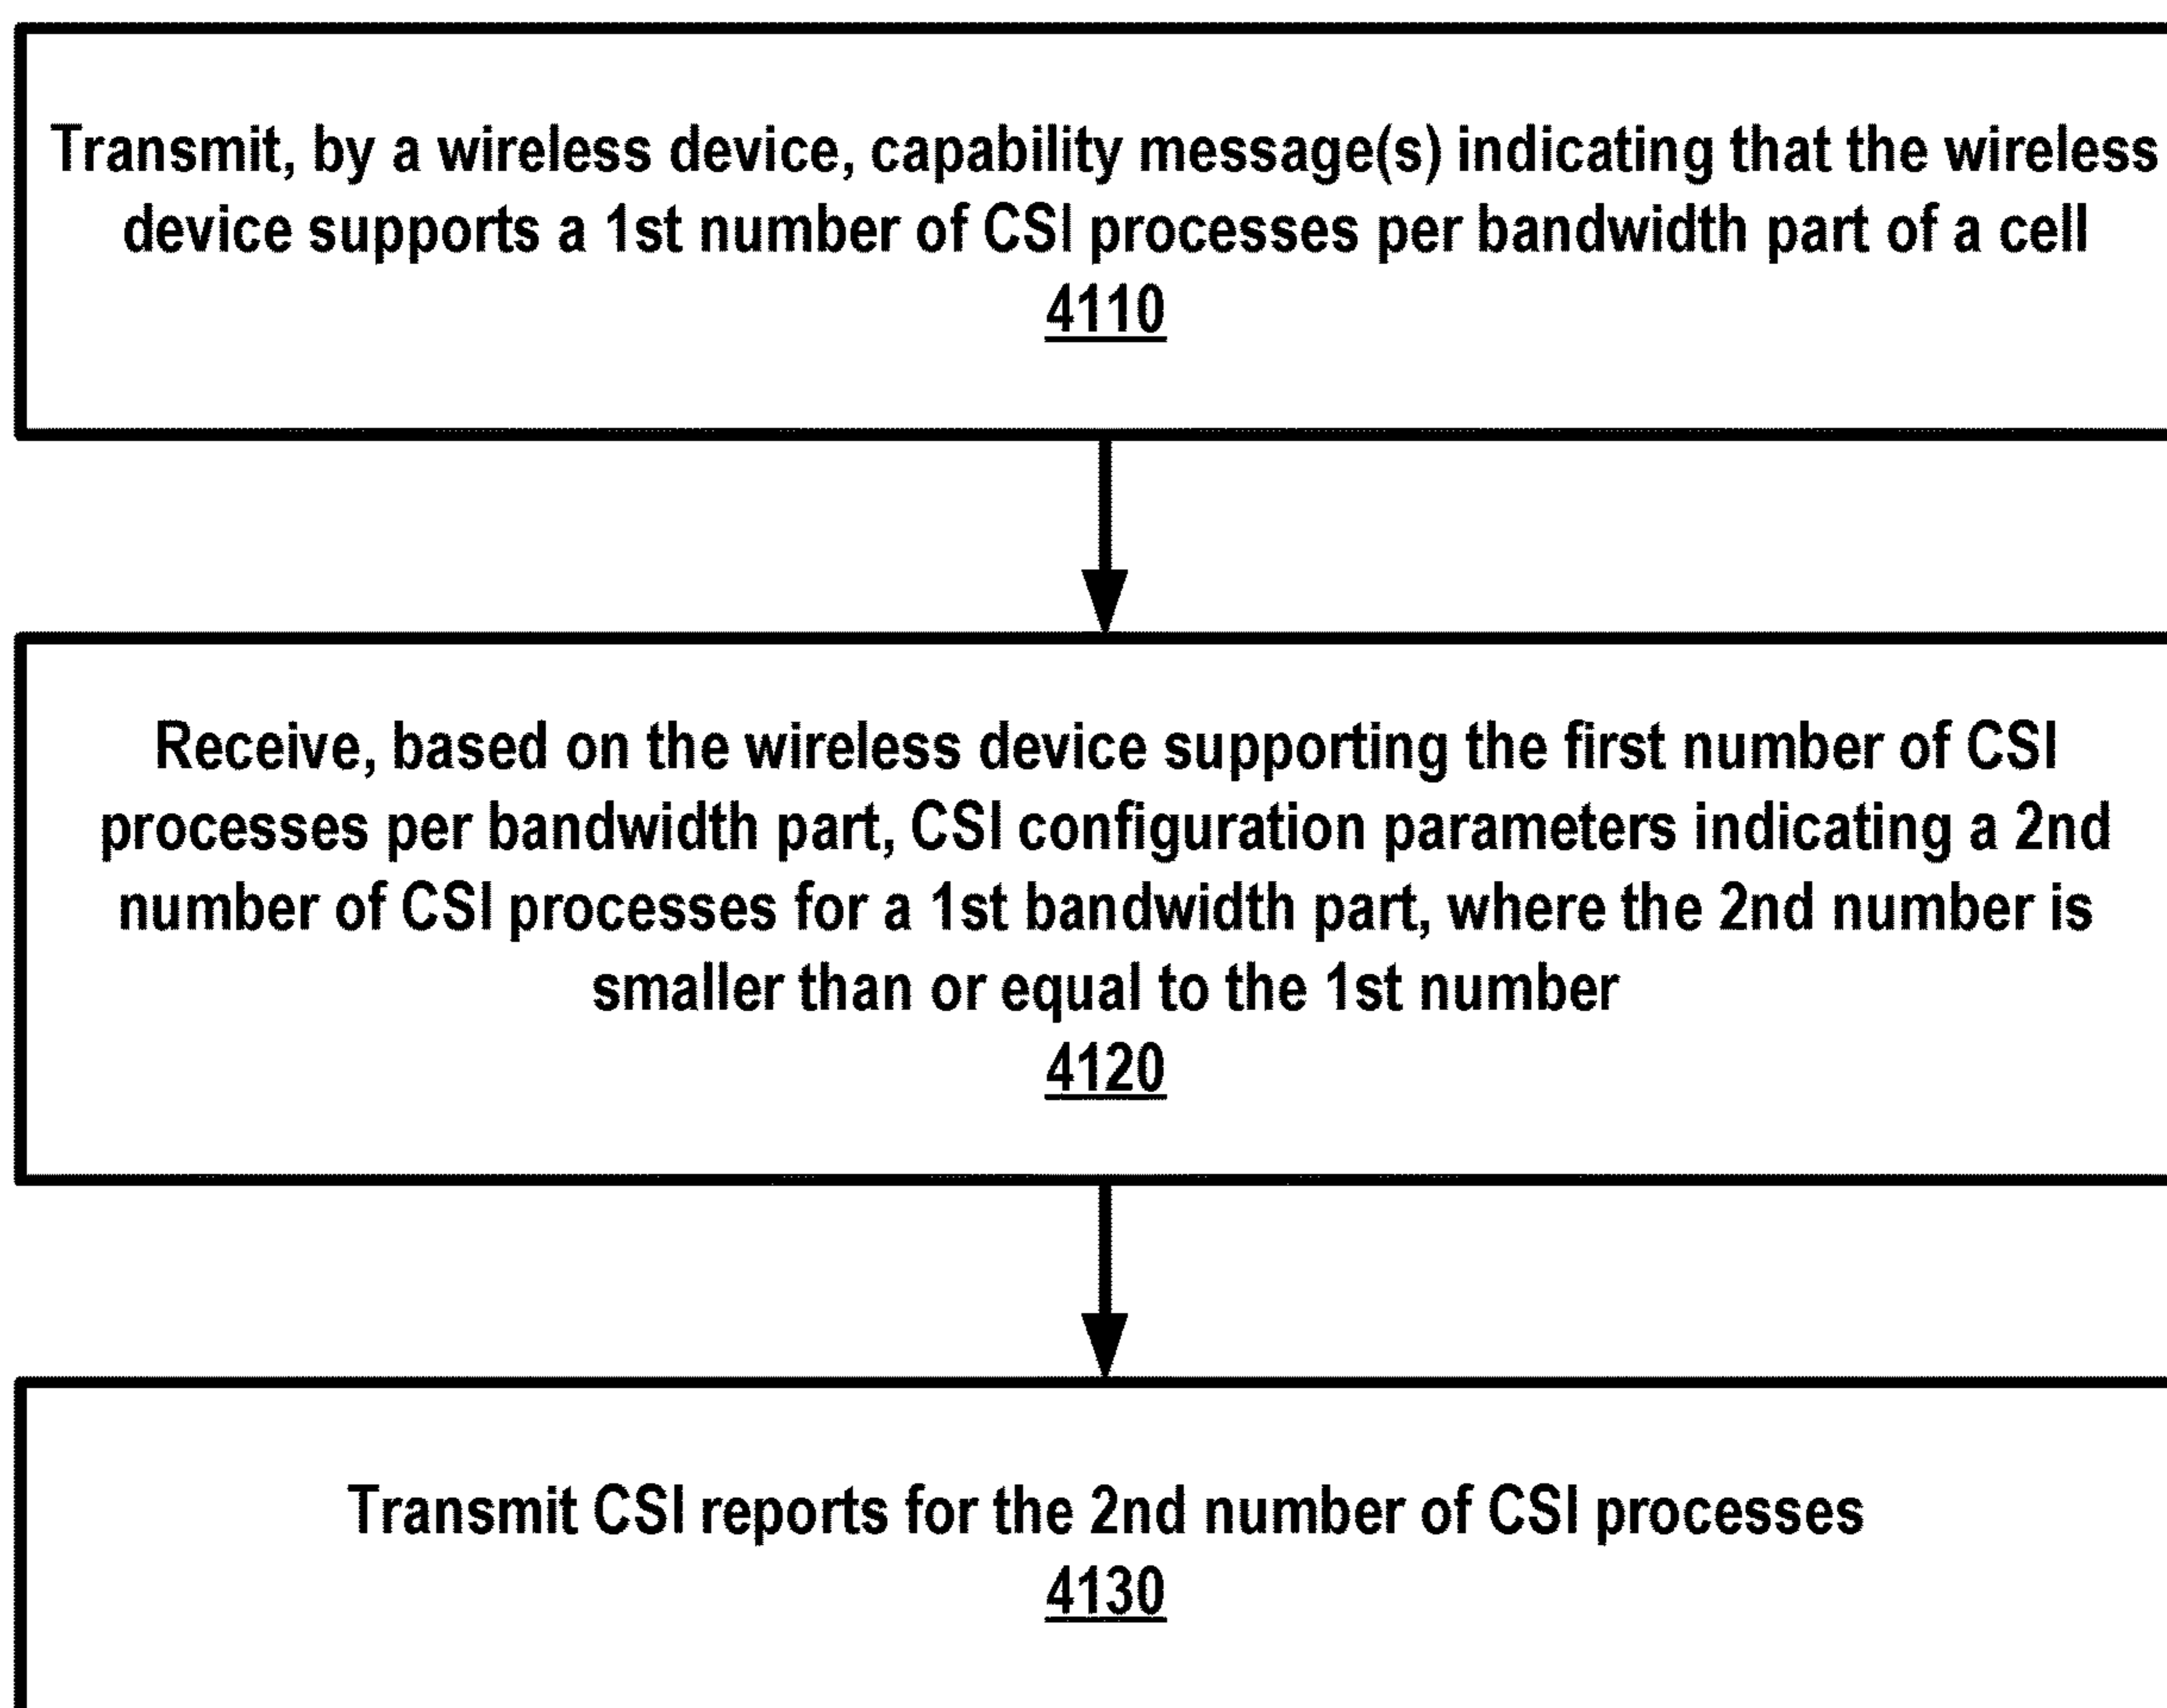 Transmit, by a wireless device, capability message(s) indicating that the wireless
device supports a 1st number of CSI processes per bandwidth part of a cell
4110
Receive, based on the wireless device supporting the first number of CSI
processes per bandwidth part, CSI configuration parameters indicating a 2nd
number of CSI processes for a 1st bandwidth part, where the 2nd number is
smaller than or equal to the 1st number
4120
Transmit CSI reports for the 2nd number of CSI processes
4130